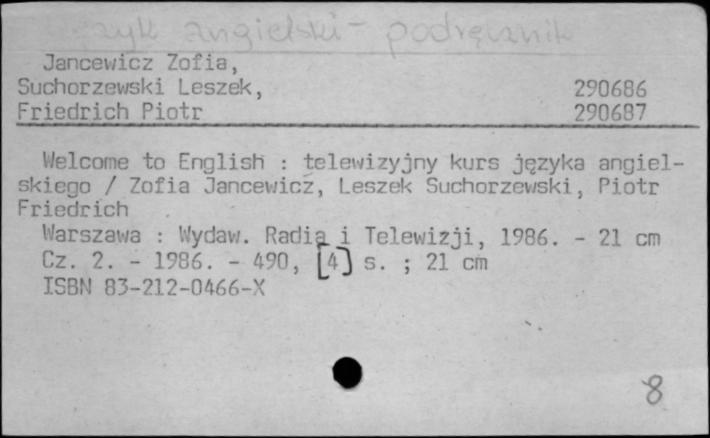 język angielski - podręcznik
Jancewicz Zofia,
Suchorzewski Leszek, 290686
Friedrich Piotr 290687
Welcome to English : telewizyjny kurs języka angiel-
skiego / Zofia Jancewicz, Leszek Suchorzewski, Piotr
Friedrich
Warszawa : Wydaw. Radia i Telewizji, 1986. - 21 cm
Cz. 2. - 1986. - 490, [4] s. ; 21 cm
ISBN 83-212-0466-X
8